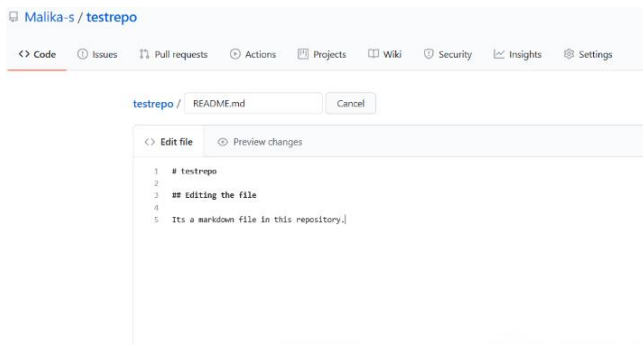 Malika-s / testrepo
<> Code Issues Pull requests Actions Projects Wiki Security Insights Settings
testrepo / README.md Cancel
<> Edit file Preview changes
1 # testrepo
2
3 ## Editing the file
4
5 Its a markdown file in this repository.